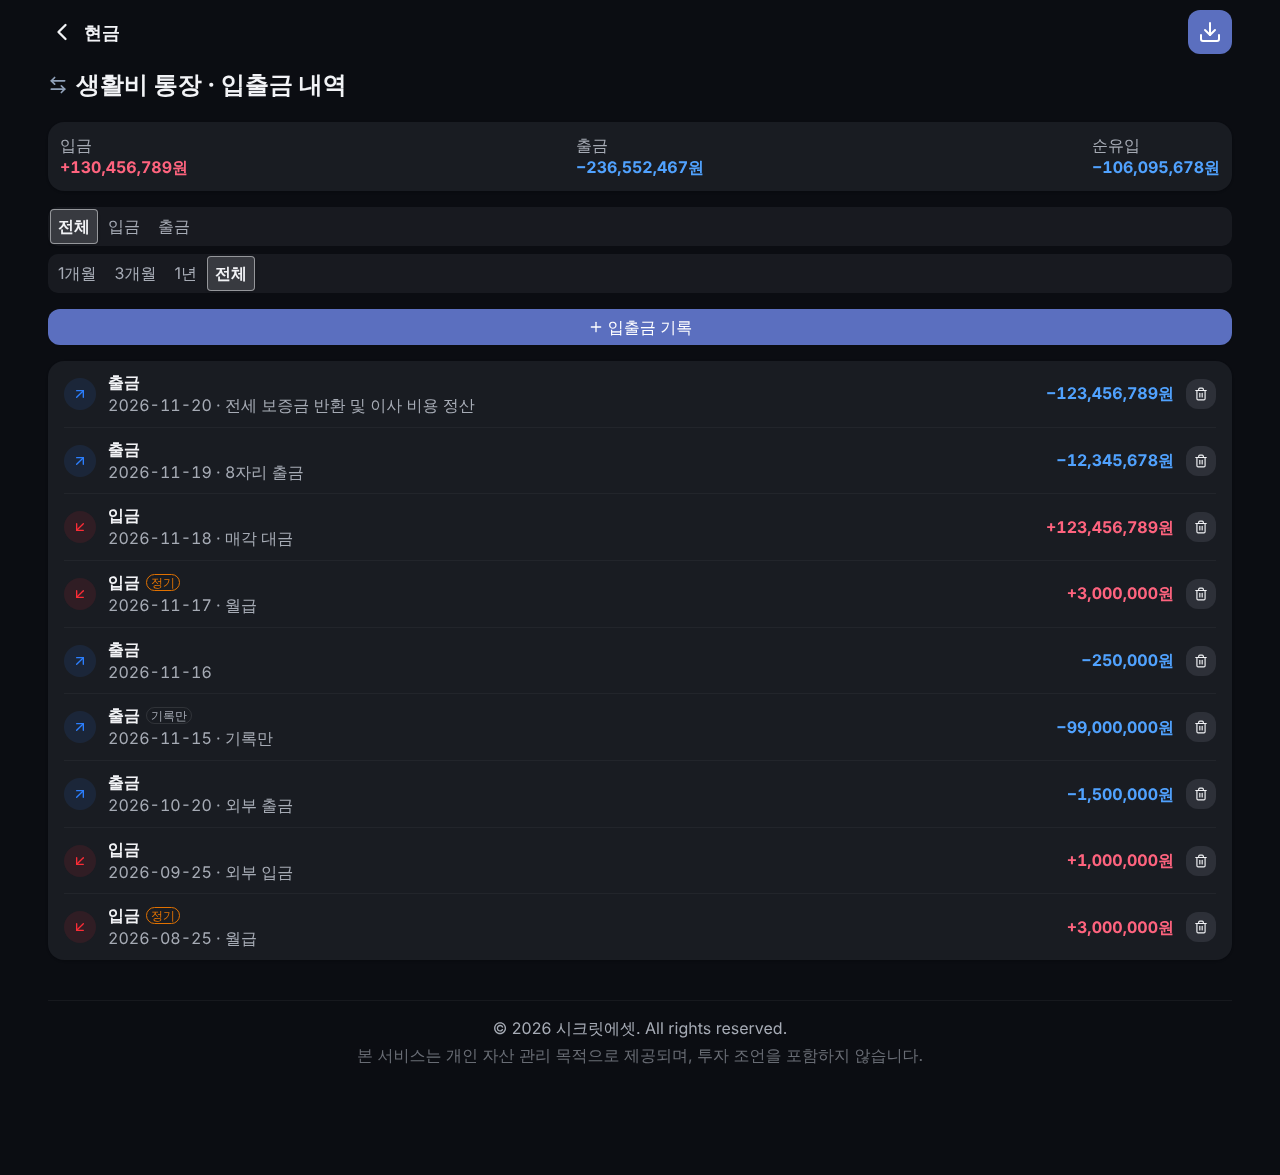 현금
생활비 통장 · 입출금 내역
입금 출금 순유입
+130,456,789원 −236,552,467원 −106,095,678원
전체 입금 출금
1개월 3개월 1년 전체
+ 입출금 기록
출금
2026-11-20 · 전세 보증금 반환 및 이사 비용 정산 −123,456,789원
출금
2026-11-19 · 8자리 출금 −12,345,678원
입금
2026-11-18 · 매각 대금 +123,456,789원
입금 정기
2026-11-17 · 월급 +3,000,000원
출금
2026-11-16 −250,000원
출금 기록만
2026-11-15 · 기록만 −99,000,000원
출금
2026-10-20 · 외부 출금 −1,500,000원
입금
2026-09-25 · 외부 입금 +1,000,000원
입금 정기
2026-08-25 · 월급 +3,000,000원
© 2026 시크릿에셋. All rights reserved.
본 서비스는 개인 자산 관리 목적으로 제공되며, 투자 조언을 포함하지 않습니다.